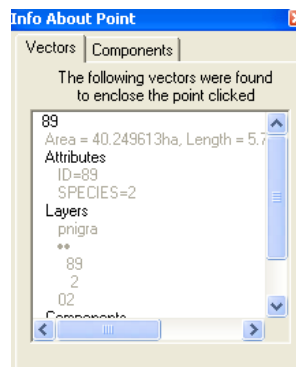 Info About Point
Vectors Components
The following vectors were found
to enclose the point clicked
89
Area = 40.249613ha, Length = 5.7
Attributes
ID=89
SPECIES=2
Layers
pnigra
••
89
2
02
Components